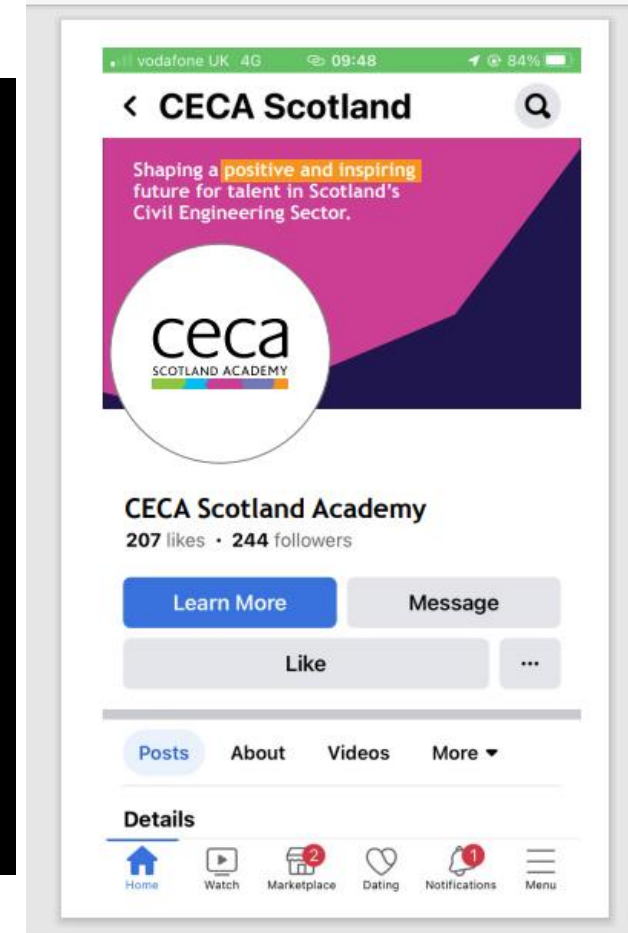 vodafone UK 4G 09:48 84%
CECA Scotland
Shaping a positive and inspiring
future for talent in Scotland's
Civil Engineering Sector.
ceca
SCOTLAND ACADEMY
CECA Scotland Academy
207 likes · 244 followers
Learn More Message
Like ...
Posts About Videos More
Details
2 1
Home Watch Marketplace Dating Notifications Menu